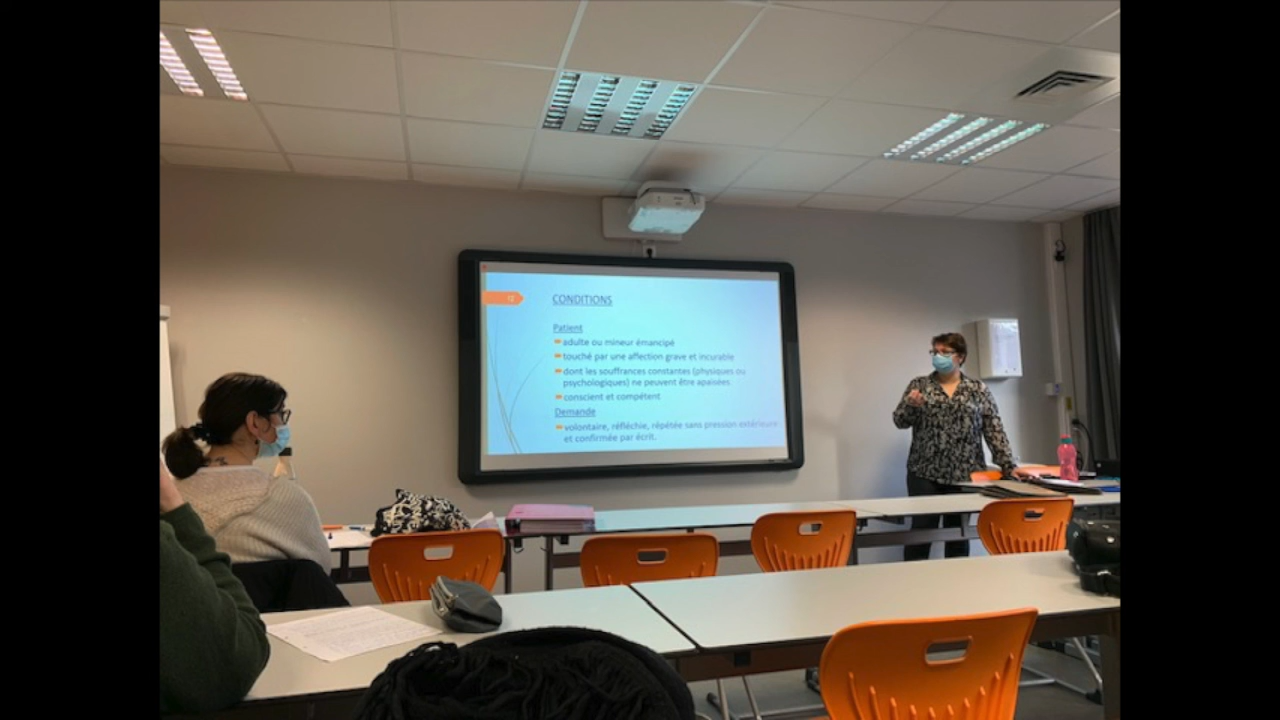 12
CONDITIONS
Patient
adulte ou mineur émancipé
touché par une affection grave et incurable
dont les souffrances constantes (physiques ou
psychologiques) ne peuvent être apaisées
conscient et compétent
Demande
volontaire, réfléchie, répétée sans pression extérieure
et confirmée par écrit.